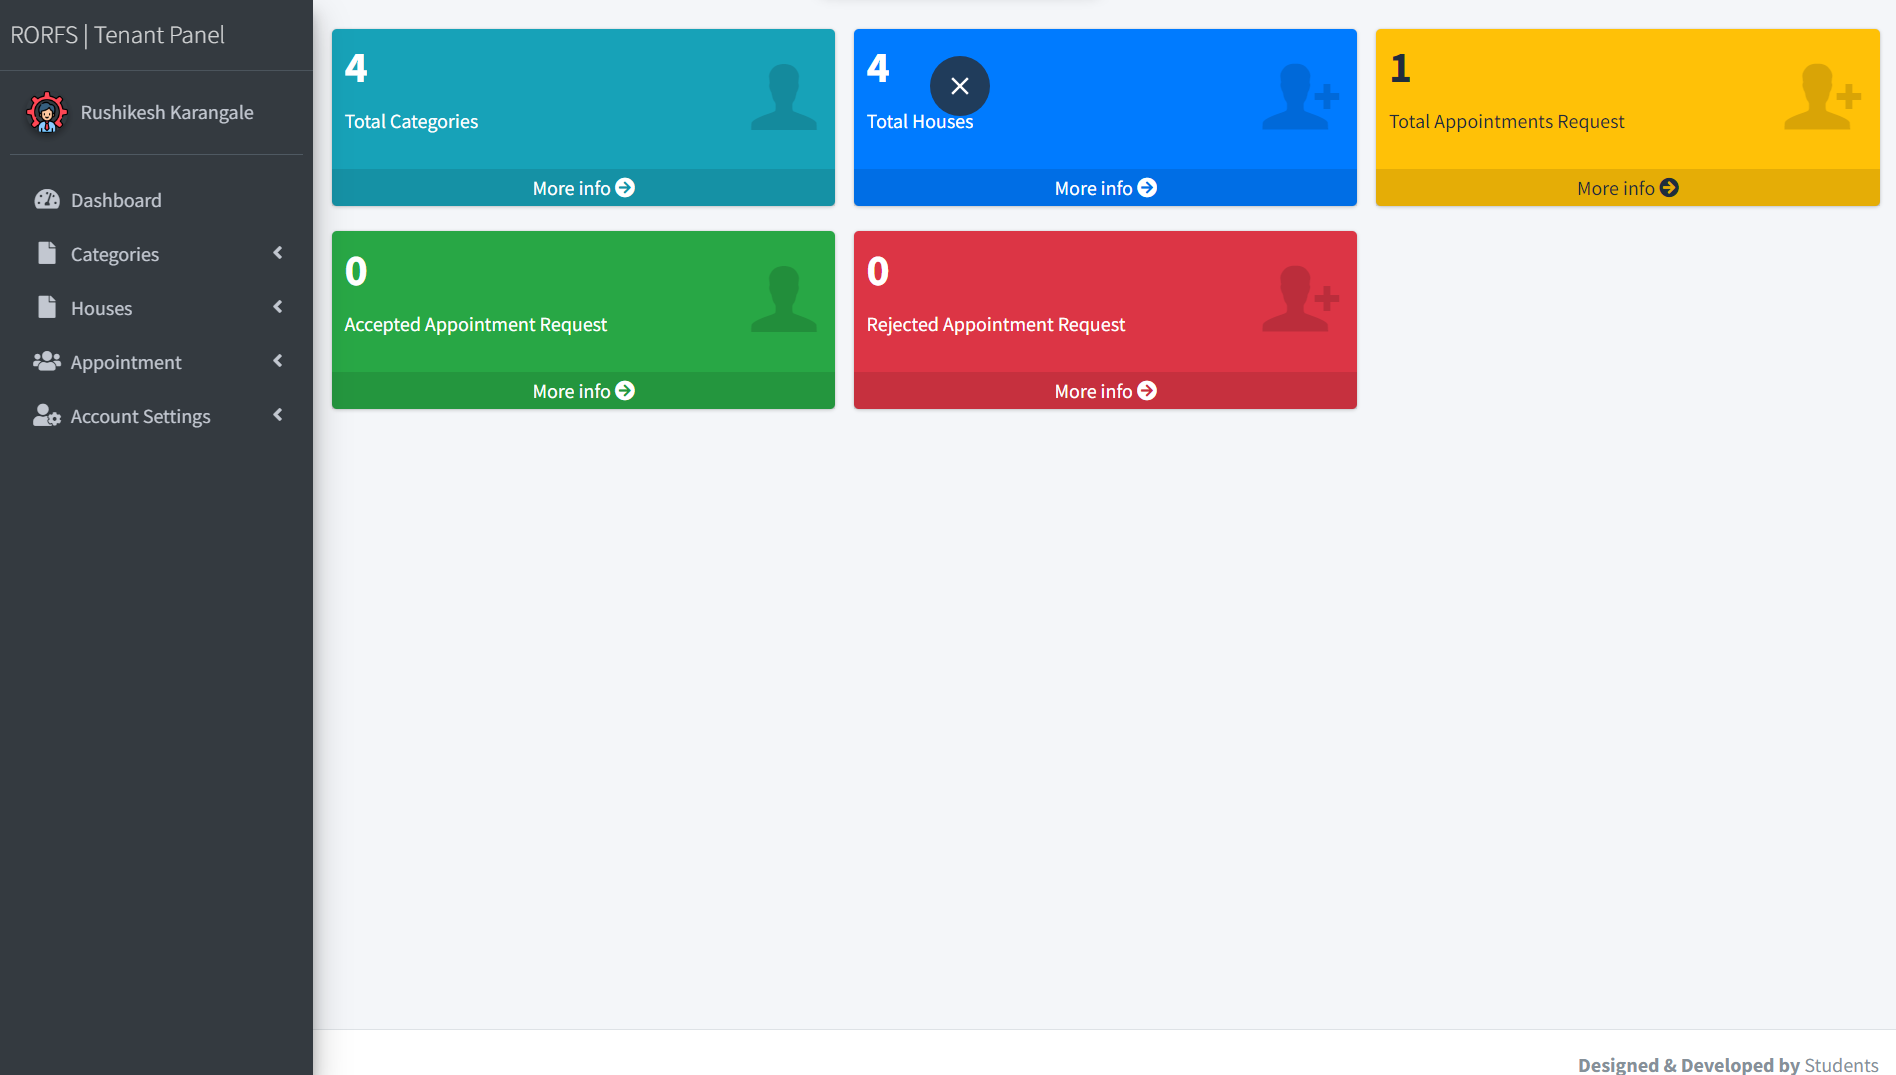 RORFS | Tenant Panel
Rushikesh Karangale
Dashboard
Categories
Houses
Appointment
Account Settings
4
Total Categories
More info
4
Total Houses
More info
1
Total Appointments Request
More info
0
Accepted Appointment Request
More info
0
Rejected Appointment Request
More info
Designed & Developed by Students